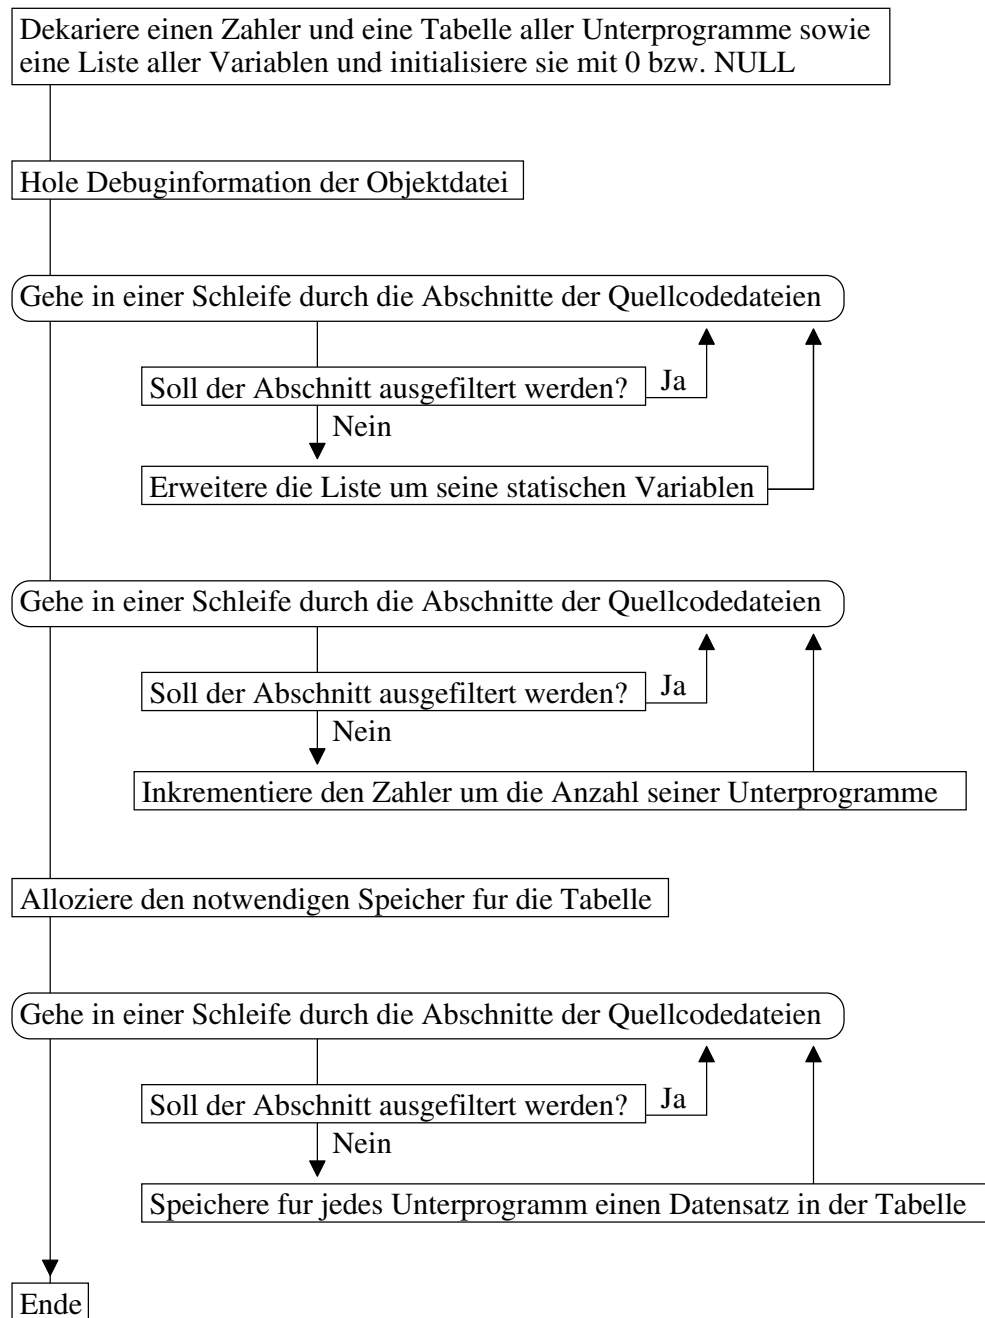 Dekariere einen Zahler und eine Tabelle aller Unterprogramme sowie
eine Liste aller Variablen und initialisiere sie mit 0 bzw. NULL
Hole Debuginformation der Objektdatei
Gehe in einer Schleife durch die Abschnitte der Quellcodedateien
Soll der Abschnitt ausgefiltert werden?
Ja
Nein
Erweitere die Liste um seine statischen Variablen
Gehe in einer Schleife durch die Abschnitte der Quellcodedateien
Soll der Abschnitt ausgefiltert werden?
Ja
Nein
Inkrementiere den Zahler um die Anzahl seiner Unterprogramme
Alloziere den notwendigen Speicher fur die Tabelle
Gehe in einer Schleife durch die Abschnitte der Quellcodedateien
Soll der Abschnitt ausgefiltert werden?
Ja
Nein
Speichere fur jedes Unterprogramm einen Datensatz in der Tabelle
Ende